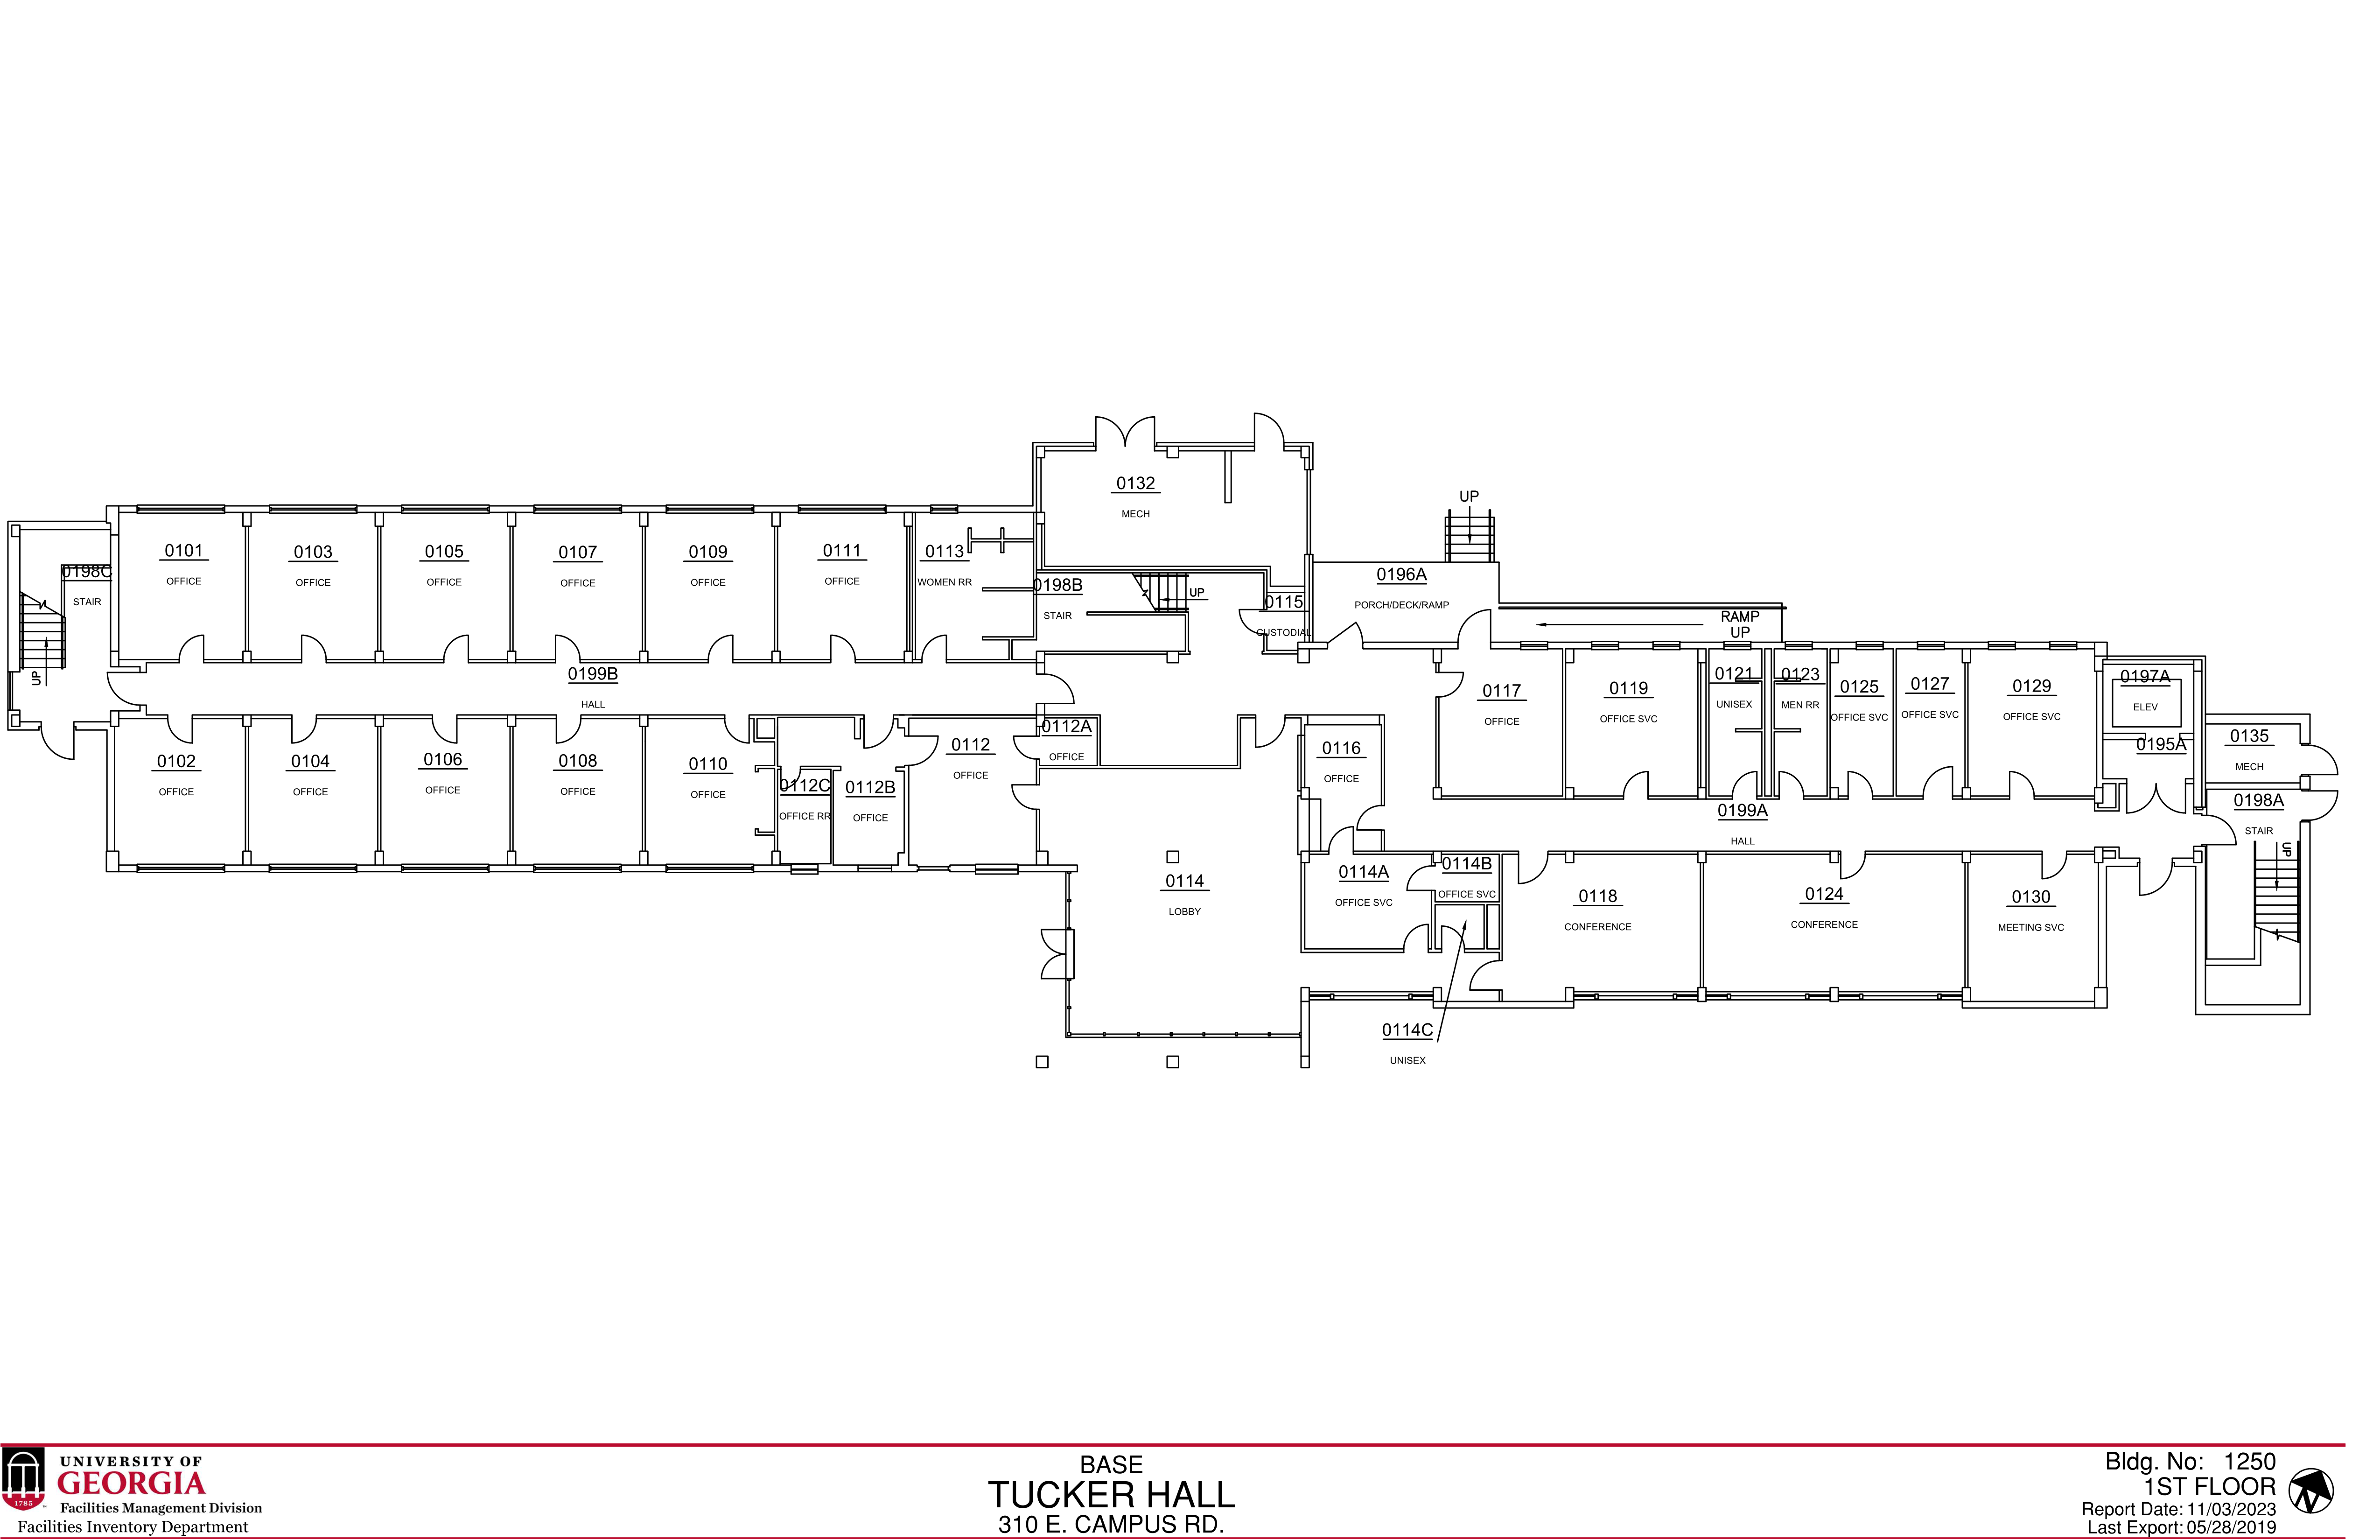 0132
MECH
UP
0101
OFFICE
0103
OFFICE
0105
OFFICE
0107
OFFICE
0109
OFFICE
0111
OFFICE
0113
WOMEN RR
0198C
STAIR
UP
0198B
STAIR
UP
0115
CUSTODIAL
0196A
PORCH/DECK/RAMP
RAMP
UP
0199B
HALL
0117
OFFICE
0119
OFFICE SVC
0121
UNISEX
0123
MEN RR
0125
OFFICE SVC
0127
OFFICE SVC
0129
OFFICE SVC
0197A
ELEV
0195A
0135
MECH
0102
OFFICE
0104
OFFICE
0106
OFFICE
0108
OFFICE
0110
OFFICE
0112C
OFFICE RR
0112B
OFFICE
0112
OFFICE
0112A
OFFICE
0116
OFFICE
0199A
HALL
0198A
STAIR
UP
0114
LOBBY
0114A
OFFICE SVC
0114B
OFFICE SVC
0118
CONFERENCE
0124
CONFERENCE
0130
MEETING SVC
0114C
UNISEX
1785
UNIVERSITY OF
GEORGIA
Facilities Management Division
Facilities Inventory Department
BASE
TUCKER HALL
310 E. CAMPUS RD.
Bldg. No: 1250
1ST FLOOR
Report Date: 11/03/2023
Last Export: 05/28/2019
N